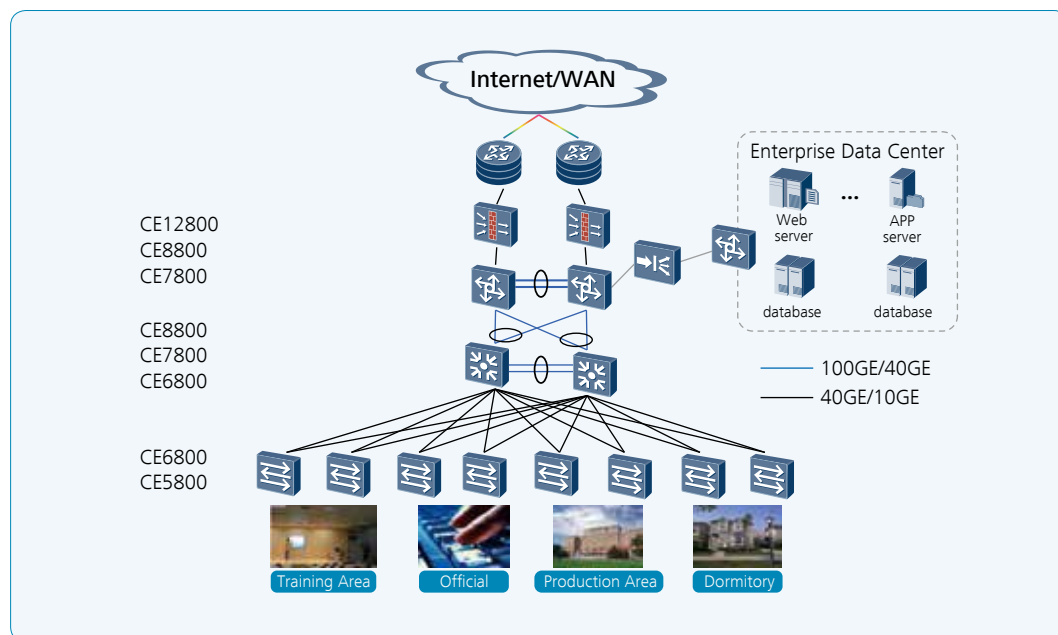 Internet/WAN
Enterprise Data Center
Web
server
...
APP
server
database
database
CE12800
CE8800
CE7800
CE8800
CE7800
CE6800
100GE/40GE
40GE/10GE
CE6800
CE5800
Training Area
Official
Production Area
Dormitory